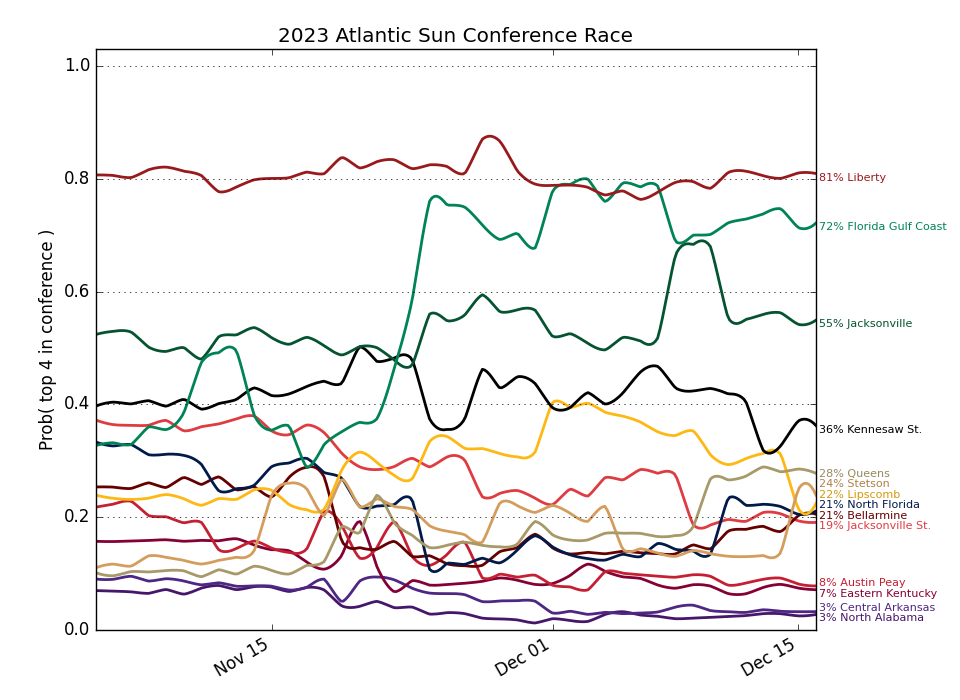 2023 Atlantic Sun Conference Race
Prob( top 4 in conference )
1.0
0.8
0.6
0.4
0.2
0.0
Nov 15
Dec 01
Dec 15
81% Liberty
72% Florida Gulf Coast
55% Jacksonville
36% Kennesaw St.
28% Queens
24% Stetson
22% Lipscomb
21% North Florida
21% Bellarmine
19% Jacksonville St.
8% Austin Peay
7% Eastern Kentucky
3% Central Arkansas
3% North Alabama